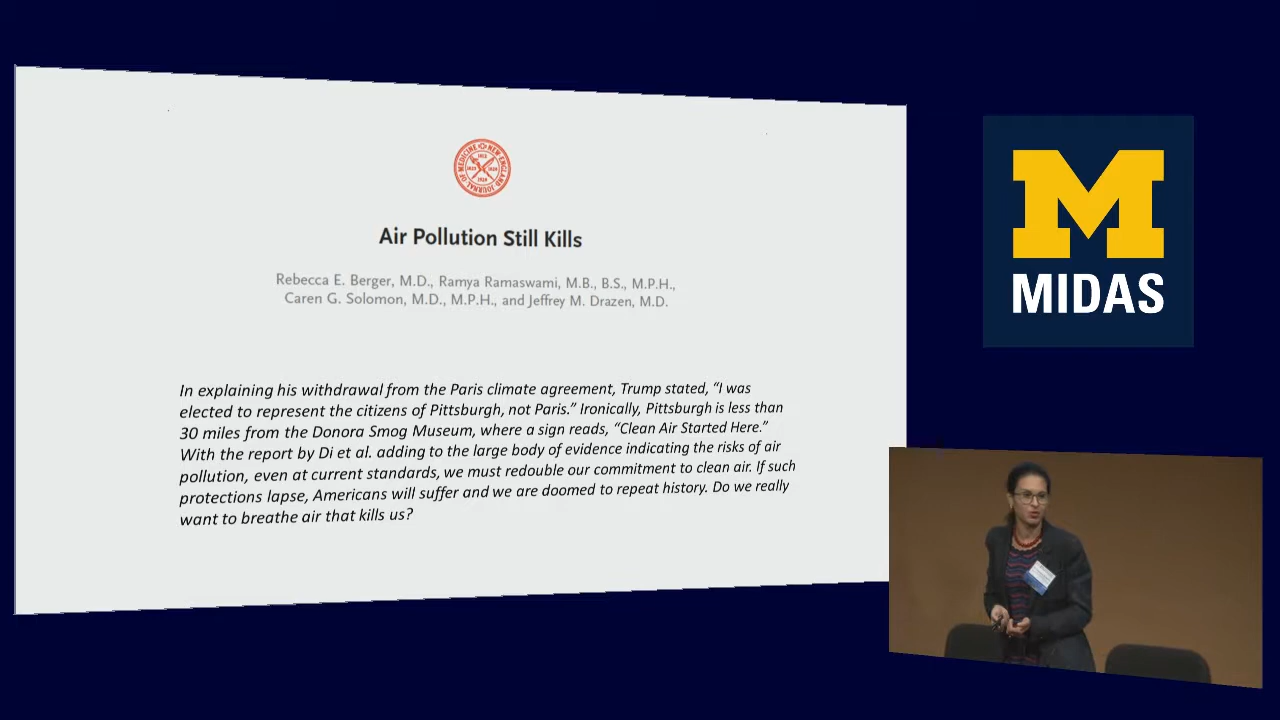 NEW ENGLAND JOURNAL OF MEDICINE
Air Pollution Still Kills
Rebecca E. Berger, M.D., Ramya Ramaswami, M.B., B.S., M.P.H.,
Caren G. Solomon, M.D., M.P.H., and Jeffrey M. Drazen, M.D.
In explaining his withdrawal from the Paris climate agreement, Trump stated, “I was
elected to represent the citizens of Pittsburgh, not Paris.” Ironically, Pittsburgh is less than
30 miles from the Donora Smog Museum, where a sign reads, “Clean Air Started Here.”
With the report by Di et al. adding to the large body of evidence indicating the risks of air
pollution, even at current standards, we must redouble our commitment to clean air. If such
protections lapse, Americans will suffer and we are doomed to repeat history. Do we really
want to breathe air that kills us?
M
MIDAS